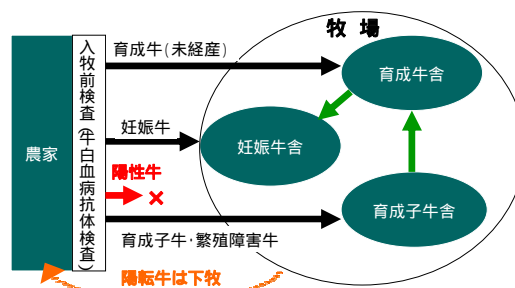 牧 場
農家
入牧前検査(牛白血病抗体検査)
育成牛(未経産)
育成牛舎
妊娠牛
妊娠牛舎
陽性牛
×
育成子牛舎
育成子牛・繁殖障害牛
陽転牛は下牧